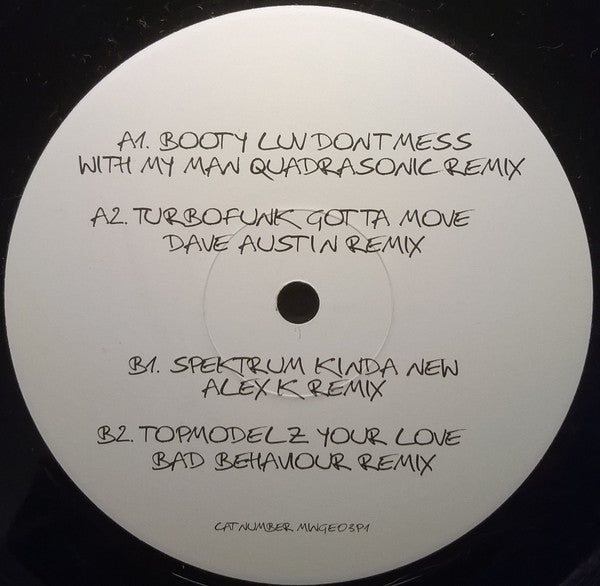 A1. BOOTY LUV DONT MESS
WITH MY MAN QUADRASONIC REMIX
A2. TURBOFUNK GOTTA MOVE
DAVE AUSTIN REMIX
B1. SPEKTRUM KINDA NEW
ALEX K REMIX
B2. TOPMODELZ YOUR LOVE
BAD BEHAVIOUR REMIX
CAT NUMBER MWGE03P1